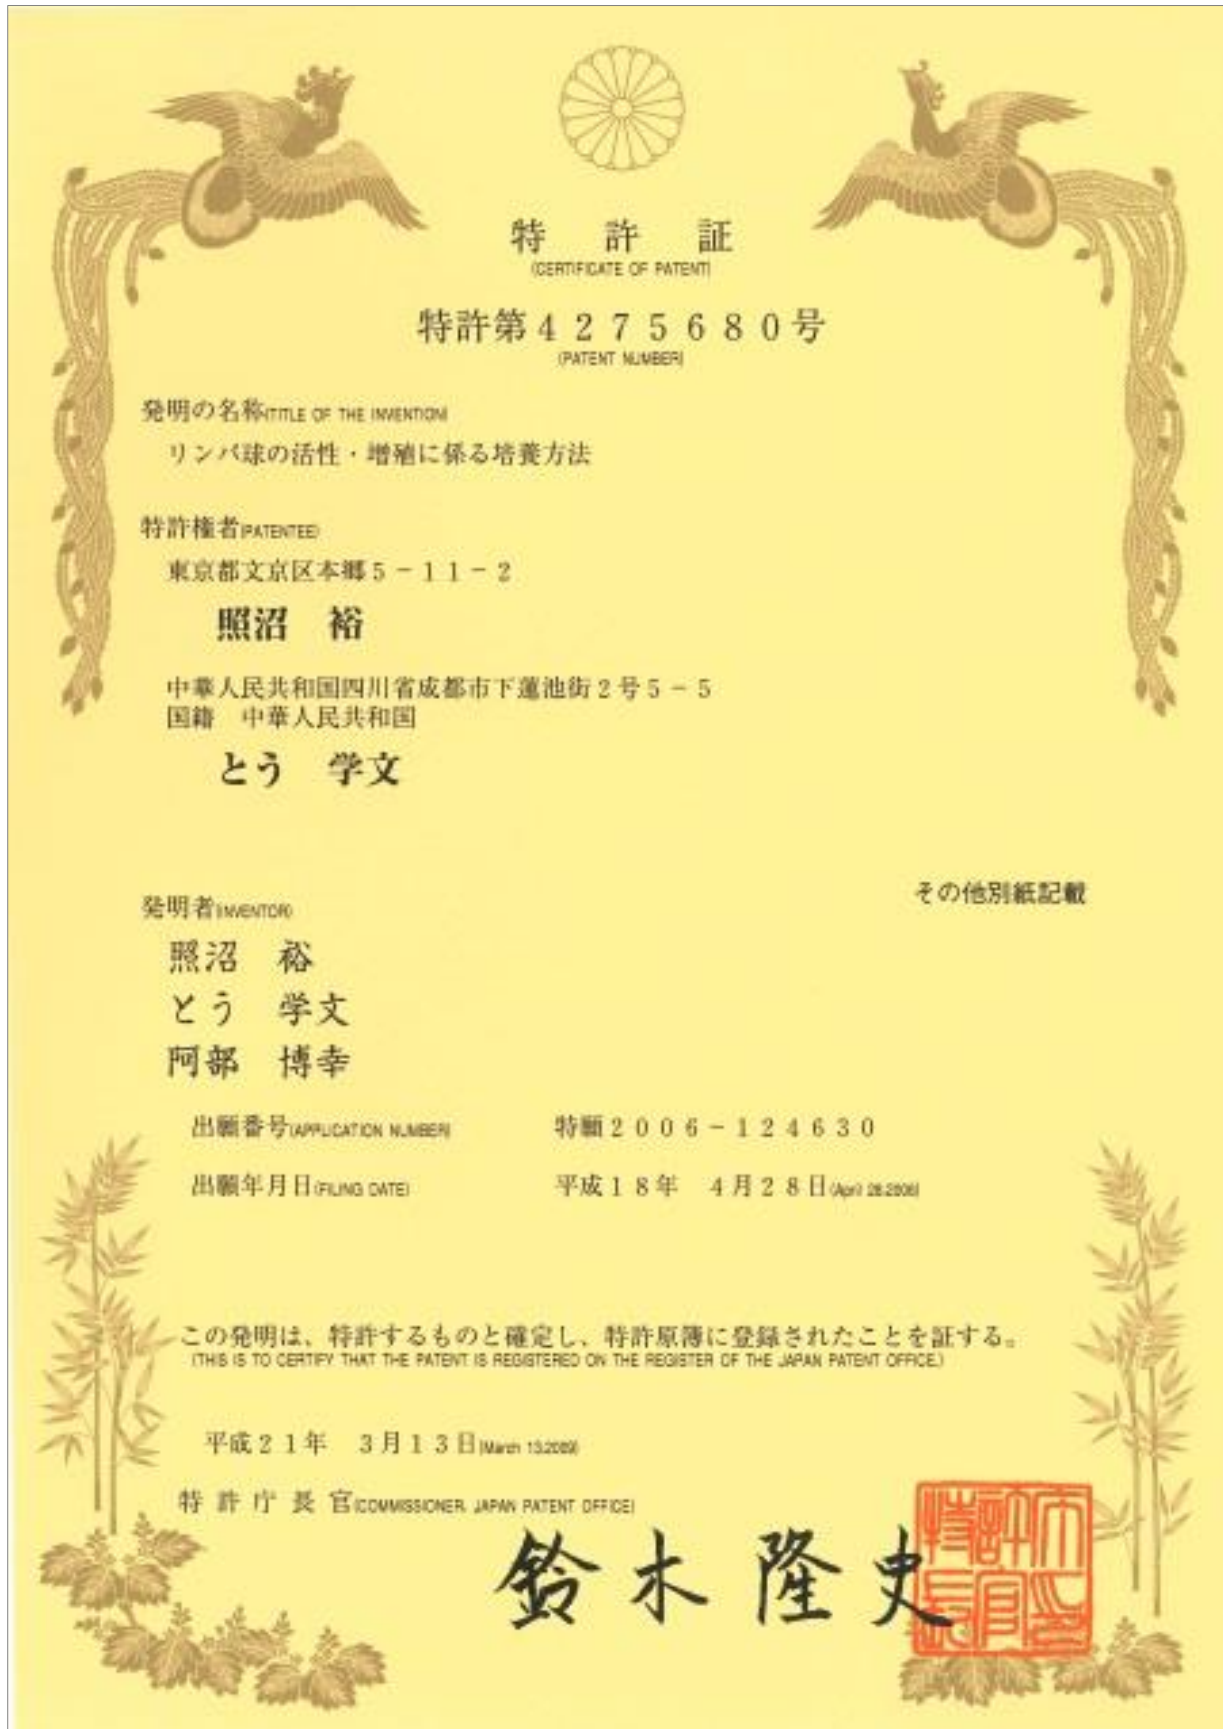 特許証
(CERTIFICATE OF PATENT)
特許第4275680号
(PATENT NUMBER)
発明の名称(TITLE OF THE INVENTION)
リンパ球の活性・増殖に係る培養方法
特許権者(PATENTEE)
東京都文京区本郷5-11-2
照沼 裕
中華人民共和国四川省成都市下蓮池街2号5-5
国籍 中華人民共和国
とう 学文
その他別紙記載
発明者(INVENTOR)
照沼 裕
とう 学文
阿部 博幸
出願番号(APPLICATION NUMBER) 特願2006-124630
出願年月日(FILING DATE) 平成18年 4月28日(April 28,2006)
この発明は、特許するものと確定し、特許原簿に登録されたことを証する。
(THIS IS TO CERTIFY THAT THE PATENT IS REGISTERED ON THE REGISTER OF THE JAPAN PATENT OFFICE.)
平成21年 3月13日(March 13,2009)
特許庁長官(COMMISSIONER, JAPAN PATENT OFFICE)
鈴木隆史